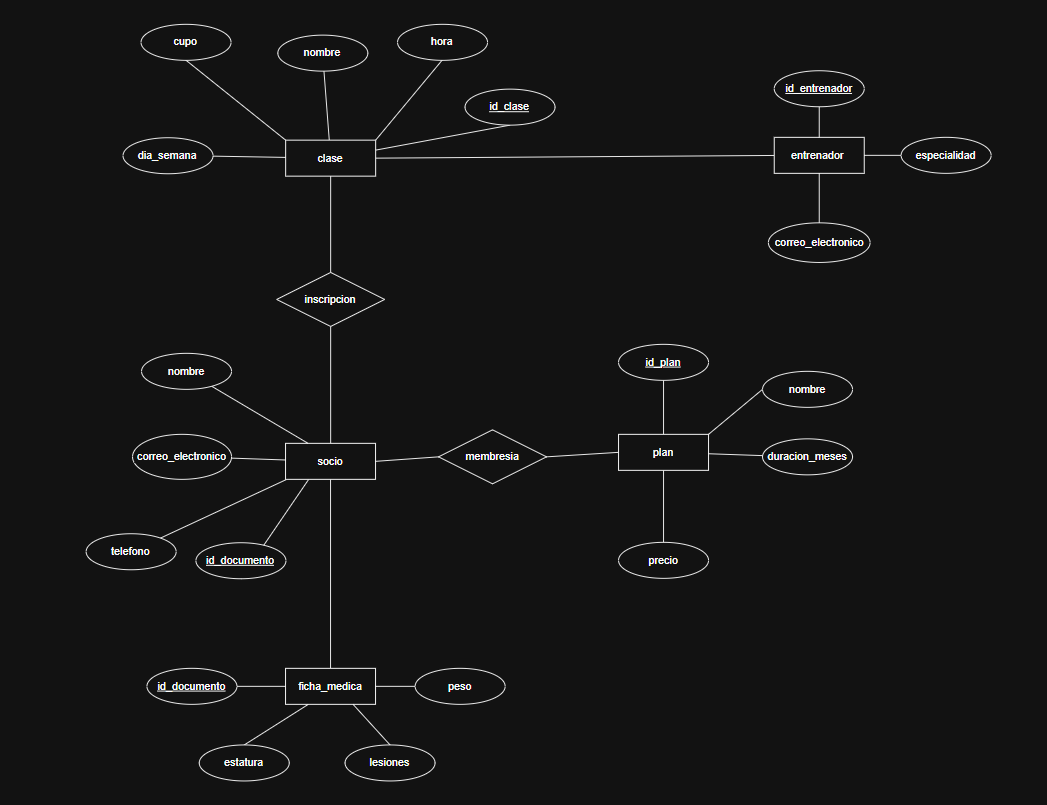 cupo
nombre
hora
id_clase
id_entrenador
dia_semana
clase
entrenador
especialidad
correo_electronico
inscripcion
nombre
id_plan
nombre
correo_electronico
socio
membresia
plan
duracion_meses
telefono
id_documento
precio
id_documento
ficha_medica
peso
estatura
lesiones